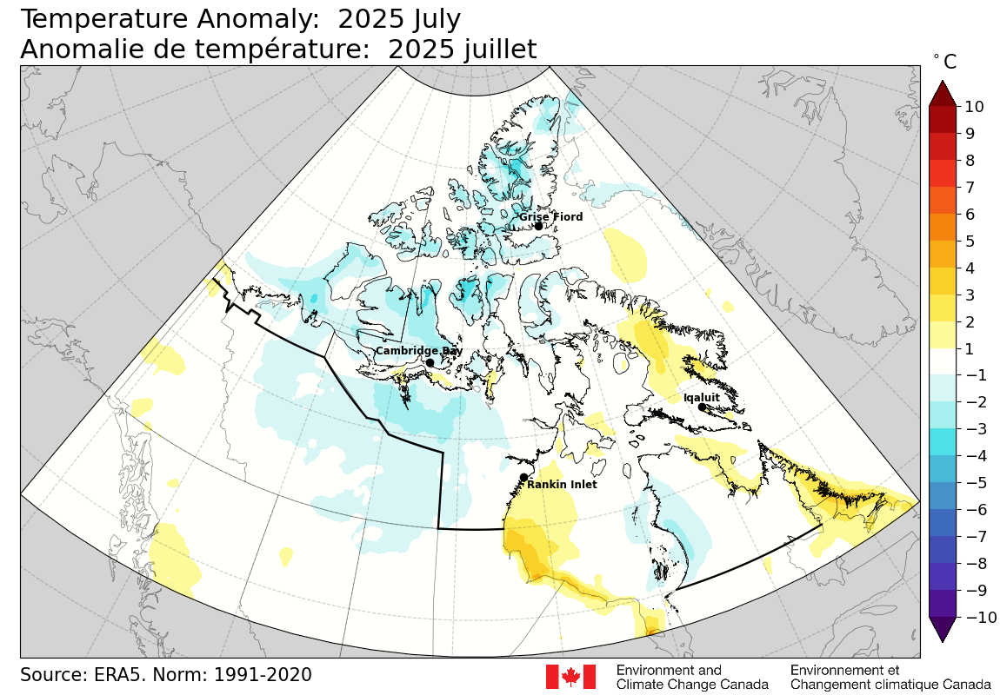 Temperature Anomaly:  2025 July
Anomalie de température:  2025 juillet
°C
10
9
8
7
6
5
4
3
2
1
−1
−2
−3
−4
−5
−6
−7
−8
−9
−10
Grise Fiord
Cambridge Bay
Iqaluit
Rankin Inlet
Source: ERA5. Norm: 1991-2020
Environment and
Climate Change Canada
Environnement et
Changement climatique Canada